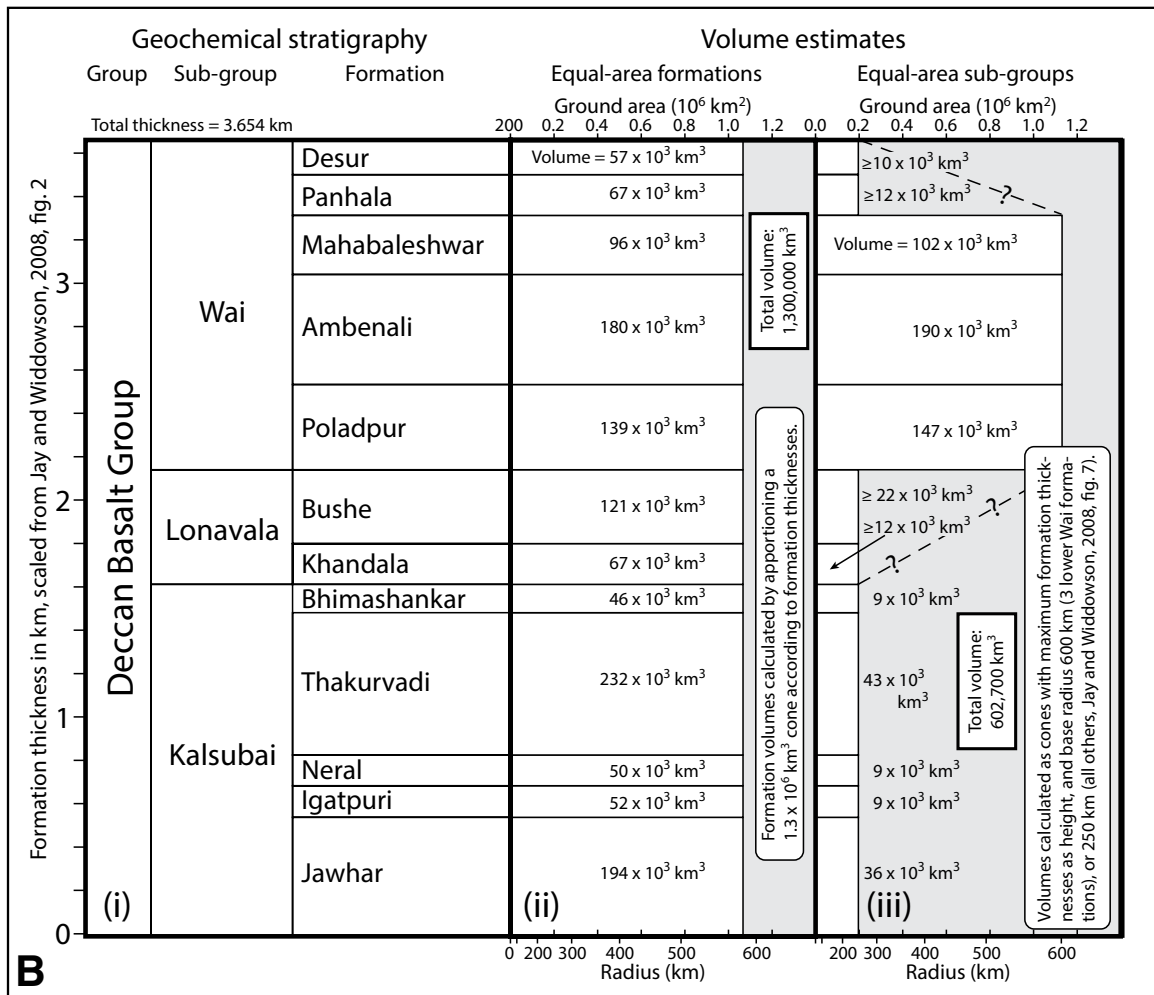 Geochemical stratigraphy
Volume estimates
Group Sub-group Formation
Equal-area formations
Equal-area sub-groups
Ground area (10⁶ km²)
Ground area (10⁶ km²)
Total thickness = 3.654 km
200 0.2 0.4 0.6 0.8 1.0 1.2 0.0 0.2 0.4 0.6 0.8 1.0 1.2
Formation thickness in km, scaled from Jay and Widdowson, 2008, fig. 2
3
2
1
0
Deccan Basalt Group
Wai
Lonavala
Kalsubai
Desur
Panhala
Mahabaleshwar
Ambenali
Poladpur
Bushe
Khandala
Bhimashankar
Thakurvadi
Neral
Igatpuri
Jawhar
(i)
Volume = 57 x 10³ km³
67 x 10³ km³
96 x 10³ km³
180 x 10³ km³
139 x 10³ km³
121 x 10³ km³
67 x 10³ km³
46 x 10³ km³
232 x 10³ km³
50 x 10³ km³
52 x 10³ km³
194 x 10³ km³
(ii)
Total volume:
1,300,000 km³
Formation volumes calculated by apportioning a
1.3 x 10⁶ km³ cone according to formation thicknesses.
≥10 x 10³ km³
≥12 x 10³ km³
?
Volume = 102 x 10³ km³
190 x 10³ km³
147 x 10³ km³
≥ 22 x 10³ km³
?
≥12 x 10³ km³
?
9 x 10³ km³
43 x 10³
km³
9 x 10³ km³
9 x 10³ km³
36 x 10³ km³
(iii)
Total volume:
602,700 km³
Volumes calculated as cones with maximum formation thick-
nesses as height, and base radius 600 km (3 lower Wai forma-
tions), or 250 km (all others, Jay and Widdowson, 2008, fig. 7).
0 200 300 400 500 600 200 300 400 500 600
Radius (km)
Radius (km)
B